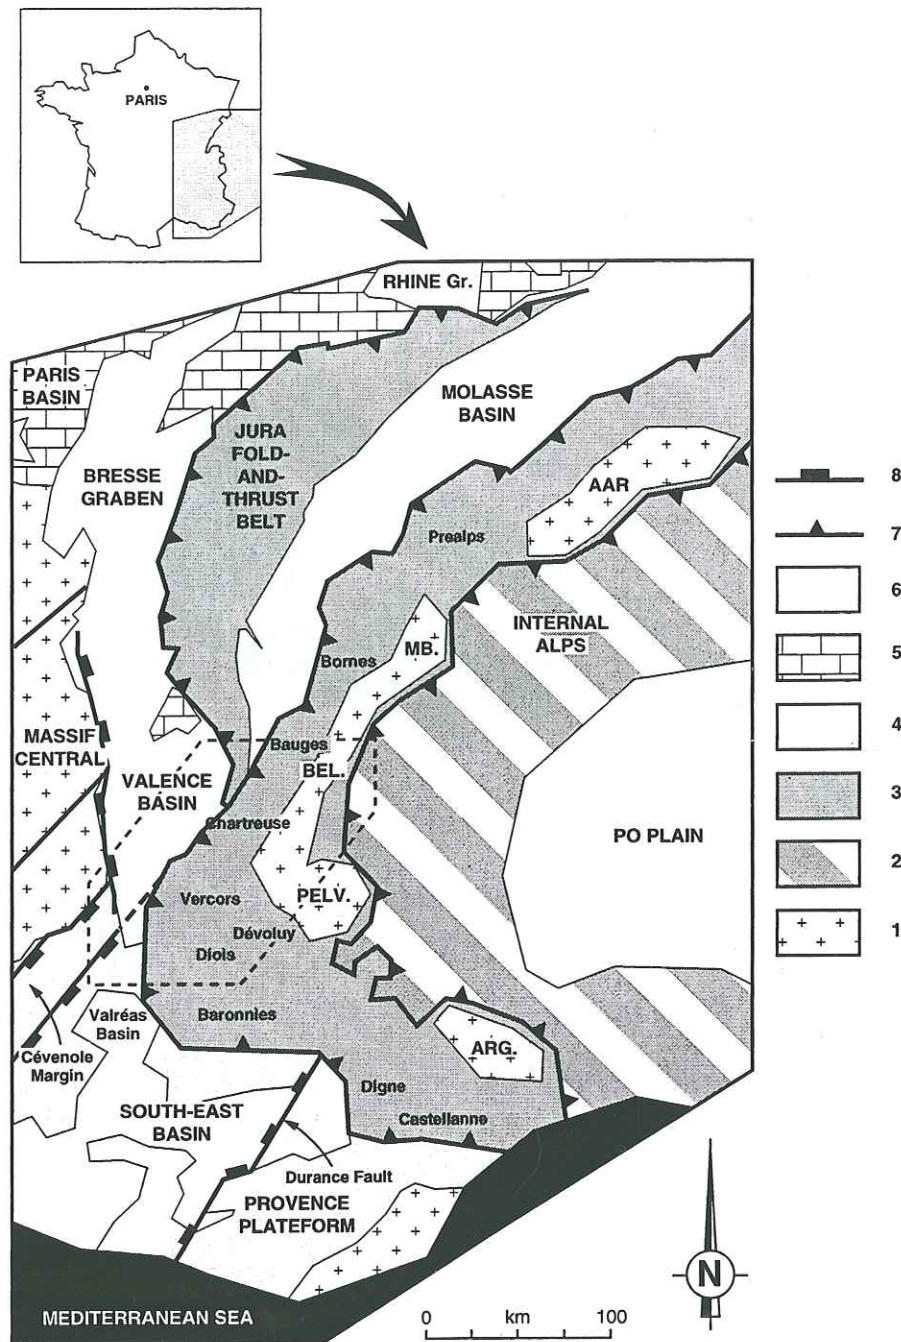 PARIS
RHINE Gr.
PARIS
BASIN
MOLASSE
BASIN
JURA
FOLD-
AND-
THRUST
BELT
BRESSE
GRABEN
AAR
Prealps
INTERNAL
ALPS
MB.
Bornes
MASSIF
CENTRAL
Bauges
BEL.
VALENCE
BASIN
Chartreuse
PO PLAIN
Vercors
PELV.
Dévoluy
Diois
Valréas
Basin
Baronnies
ARG.
Cévenole
Margin
Digne
SOUTH-EAST
BASIN
Castellanne
Durance Fault
PROVENCE
PLATEFORM
MEDITERRANEAN SEA
8
7
6
5
4
3
2
1
N
0 km 100